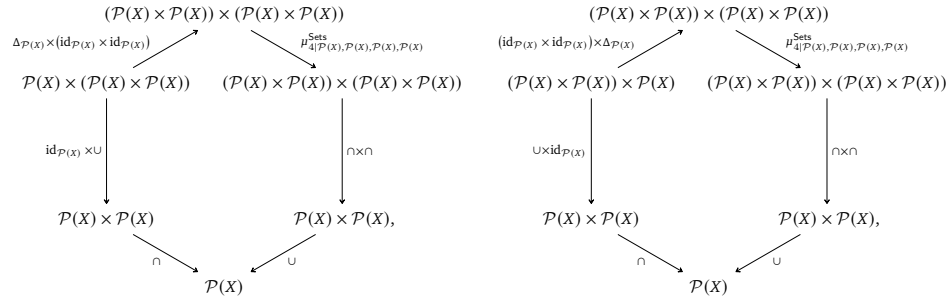 (𝒫(X) × 𝒫(X)) × (𝒫(X) × 𝒫(X)) (𝒫(X) × 𝒫(X)) × (𝒫(X) × 𝒫(X))
Δ_{𝒫(X)}×(id_{𝒫(X)} × id_{𝒫(X)}) μ^{Sets}_{4|𝒫(X),𝒫(X),𝒫(X),𝒫(X)} (id_{𝒫(X)} × id_{𝒫(X)})×Δ_{𝒫(X)} μ^{Sets}_{4|𝒫(X),𝒫(X),𝒫(X),𝒫(X)}
𝒫(X) × (𝒫(X) × 𝒫(X)) (𝒫(X) × 𝒫(X)) × (𝒫(X) × 𝒫(X)) (𝒫(X) × 𝒫(X)) × 𝒫(X) (𝒫(X) × 𝒫(X)) × (𝒫(X) × 𝒫(X))
id_{𝒫(X)} ×∪ ∩×∩ ∪×id_{𝒫(X)} ∩×∩
𝒫(X) × 𝒫(X) 𝒫(X) × 𝒫(X), 𝒫(X) × 𝒫(X) 𝒫(X) × 𝒫(X),
∩ ∪ ∩ ∪
𝒫(X) 𝒫(X)